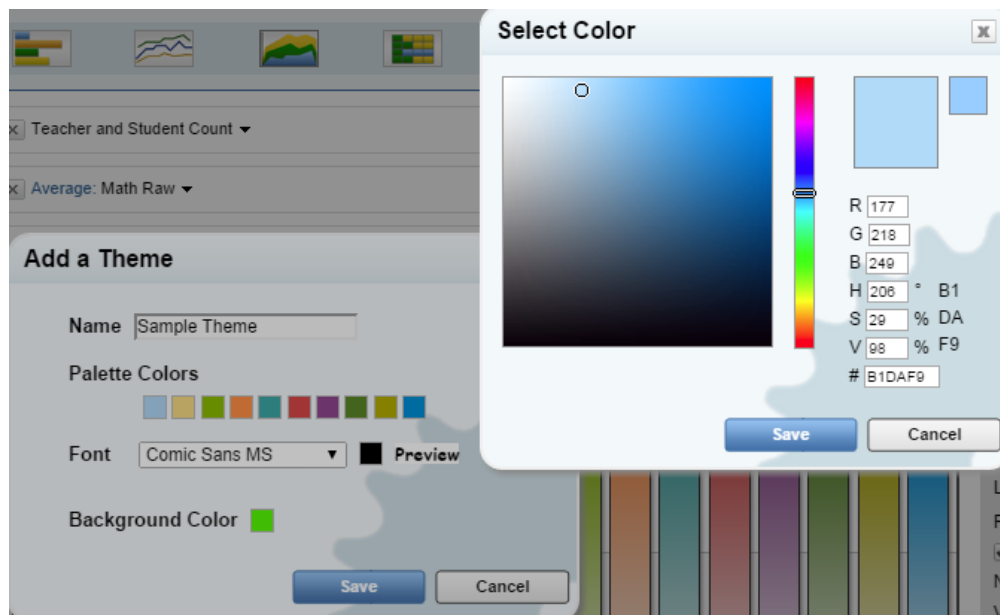 Select Color
x
x Teacher and Student Count
x Average: Math Raw
R 177
G 218
B 249
H 206 ° B1
S 29 % DA
V 98 % F9
# B1DAF9
Save Cancel
Add a Theme
Name Sample Theme
Palette Colors
Font Comic Sans MS Preview
Background Color
Save Cancel